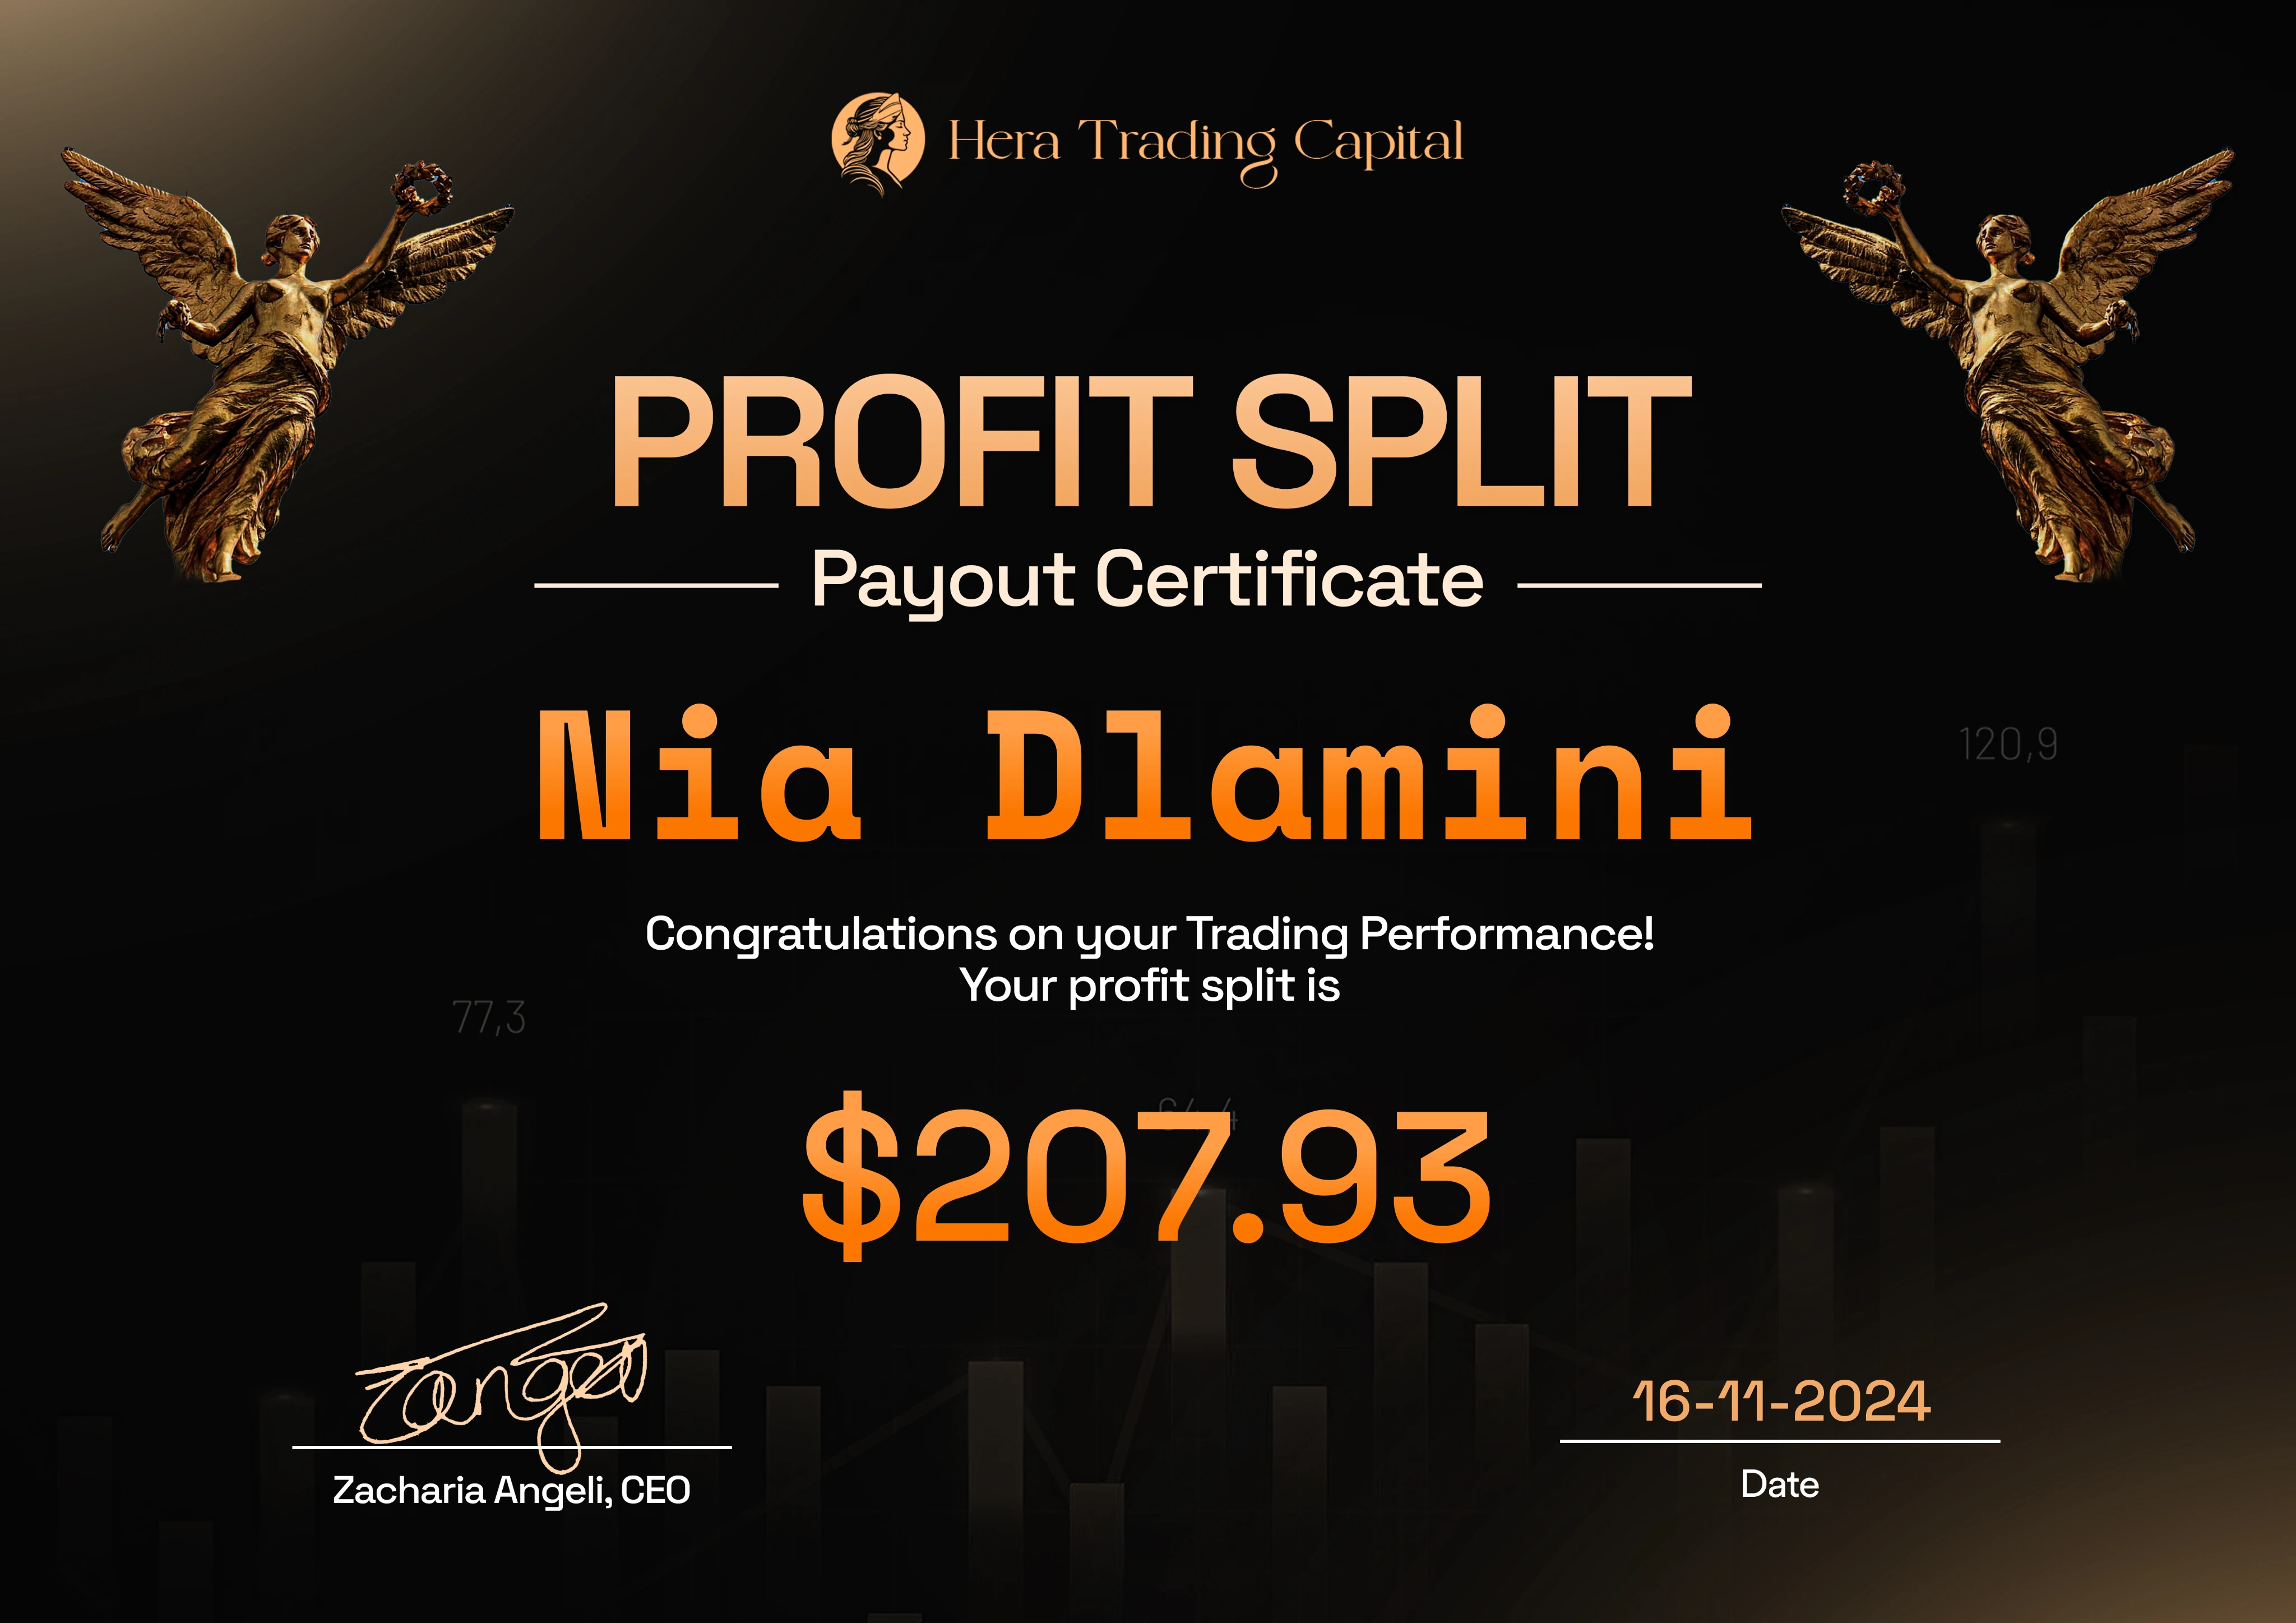 Hera Trading Capital
PROFIT SPLIT
Payout Certificate
Nia Dlamini
120,9
Congratulations on your Trading Performance!
Your profit split is
77,3
$207.93
16-11-2024
Zacharia Angeli, CEO
Date